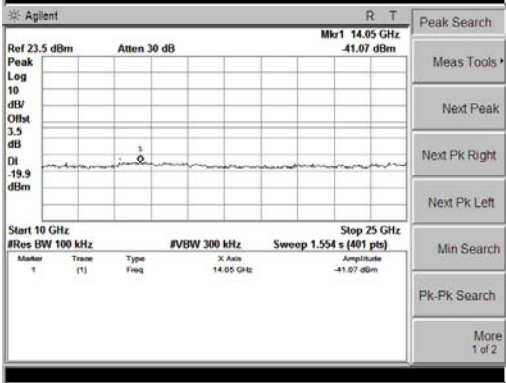 Agilent R T
Mkr1 14.05 GHz
Ref 23.5 dBm Atten 30 dB -41.07 dBm
Peak
Log
10
dB/
Offst
3.5
dB
DI
-19.9
dBm
1
Start 10 GHz Stop 25 GHz
#Res BW 100 kHz #VBW 300 kHz Sweep 1.554 s (401 pts)
Marker Trace Type X Axis Amplitude
1 (1) Freq 14.05 GHz -41.07 dBm
Peak Search
Meas Tools
Next Peak
Next Pk Right
Next Pk Left
Min Search
Pk-Pk Search
More
1 of 2